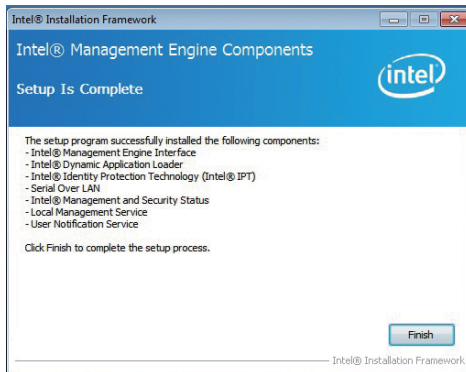 Intel® Installation Framework
Intel® Management Engine Components
Setup Is Complete
intel®
The setup program successfully installed the following components:
- Intel® Management Engine Interface
- Intel® Dynamic Application Loader
- Intel® Identity Protection Technology (Intel® IPT)
- Serial Over LAN
- Intel® Management and Security Status
- Local Management Service
- User Notification Service
Click Finish to complete the setup process.
Finish
Intel® Installation Framework